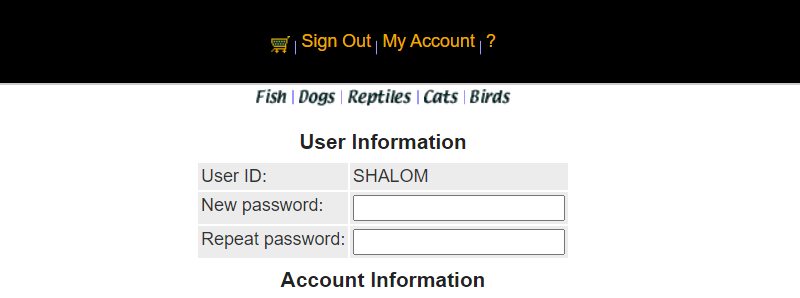 | Sign Out | My Account | ?
Fish | Dogs | Reptiles | Cats | Birds
User Information
User ID: SHALOM
New password:
Repeat password:
Account Information